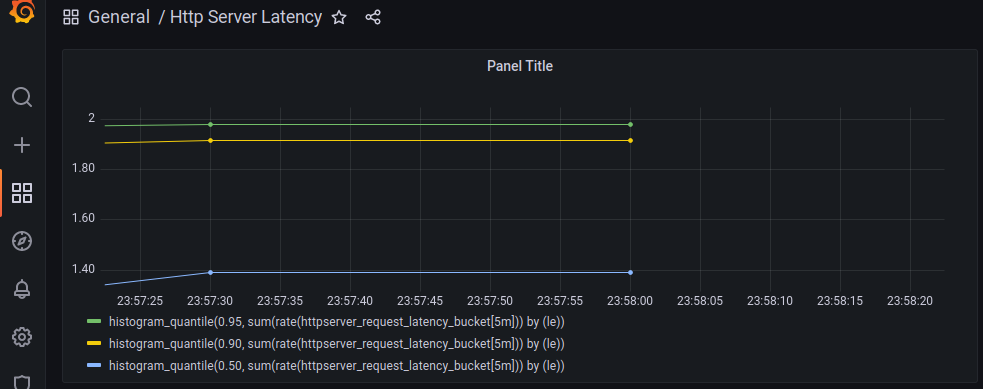 General / Http Server Latency
Panel Title
2
1.80
1.60
1.40
23:57:25 23:57:30 23:57:35 23:57:40 23:57:45 23:57:50 23:57:55 23:58:00 23:58:05 23:58:10 23:58:15 23:58:20
histogram_quantile(0.95, sum(rate(httpserver_request_latency_bucket[5m])) by (le))
histogram_quantile(0.90, sum(rate(httpserver_request_latency_bucket[5m])) by (le))
histogram_quantile(0.50, sum(rate(httpserver_request_latency_bucket[5m])) by (le))